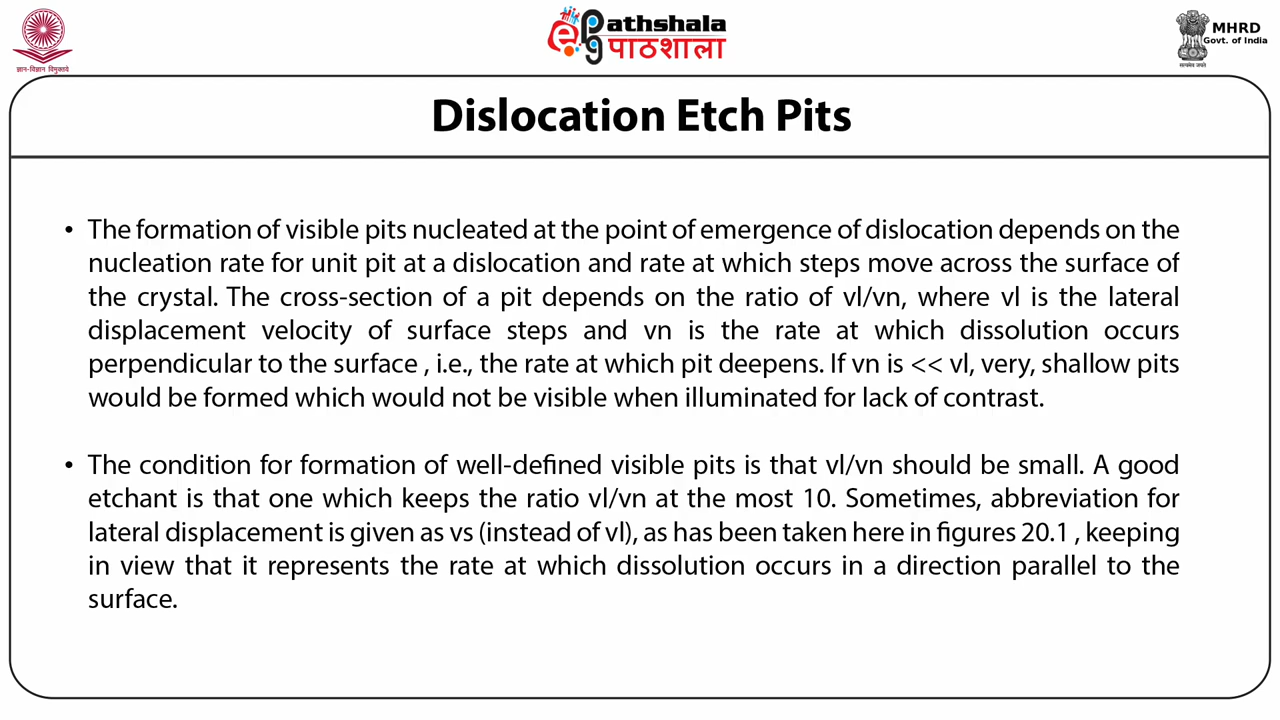 ज्ञान-विज्ञान विमुक्तये
ePathshala
पाठशाला
MHRD
Govt. of India
सत्यमेव जयते
Dislocation Etch Pits
• The formation of visible pits nucleated at the point of emergence of dislocation depends on the
nucleation rate for unit pit at a dislocation and rate at which steps move across the surface of
the crystal. The cross-section of a pit depends on the ratio of vl/vn, where vl is the lateral
displacement velocity of surface steps and vn is the rate at which dissolution occurs
perpendicular to the surface , i.e., the rate at which pit deepens. If vn is << vl, very, shallow pits
would be formed which would not be visible when illuminated for lack of contrast.
• The condition for formation of well-defined visible pits is that vl/vn should be small. A good
etchant is that one which keeps the ratio vl/vn at the most 10. Sometimes, abbreviation for
lateral displacement is given as vs (instead of vl), as has been taken here in figures 20.1 , keeping
in view that it represents the rate at which dissolution occurs in a direction parallel to the
surface.